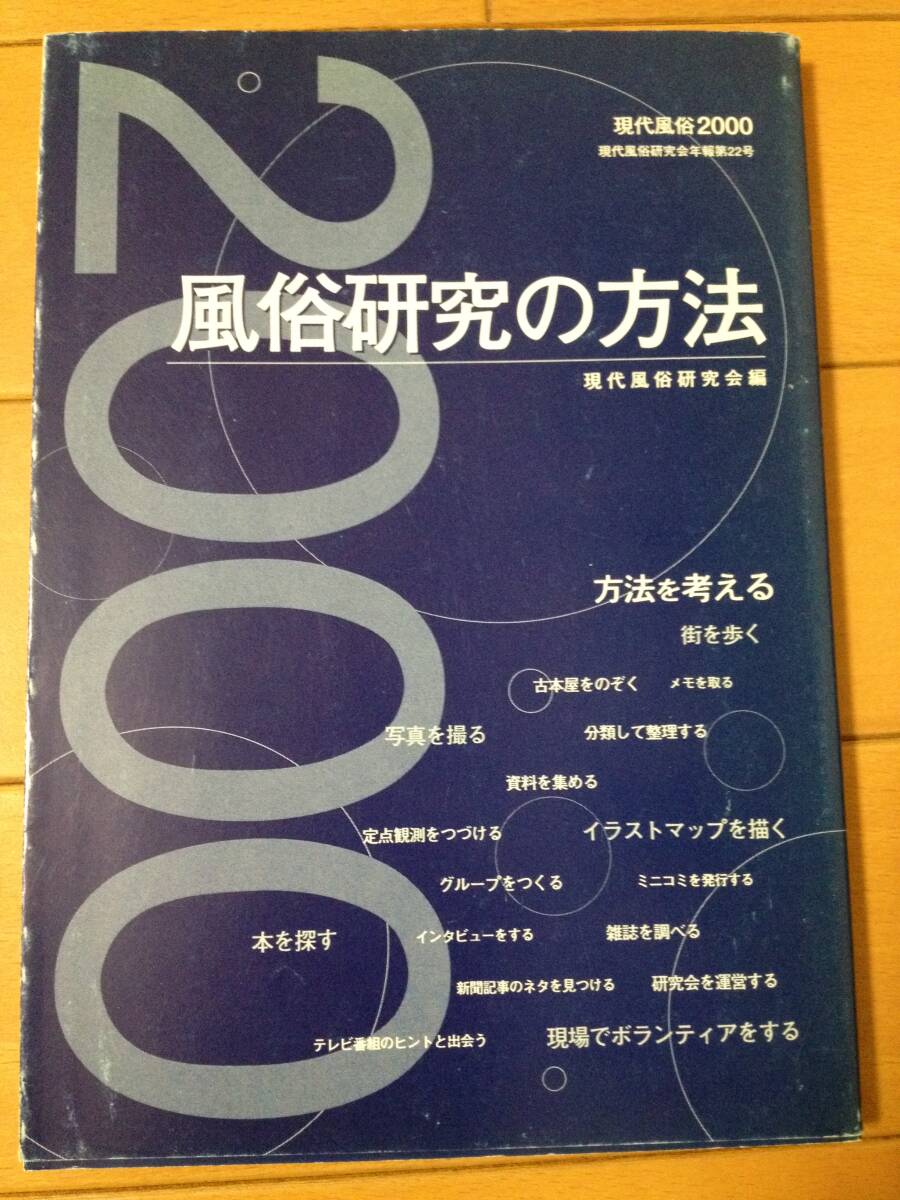 2000
現代風俗2000
現代風俗研究会年報第22号
風俗研究の方法
現代風俗研究会編
方法を考える
街を歩く
古本屋をのぞく メモを取る
写真を撮る 分類して整理する
資料を集める
定点観測をつづける イラストマップを描く
グループをつくる ミニコミを発行する
本を探す インタビューをする 雑誌を調べる
新聞記事のネタを見つける 研究会を運営する
テレビ番組のヒントと出会う 現場でボランティアをする